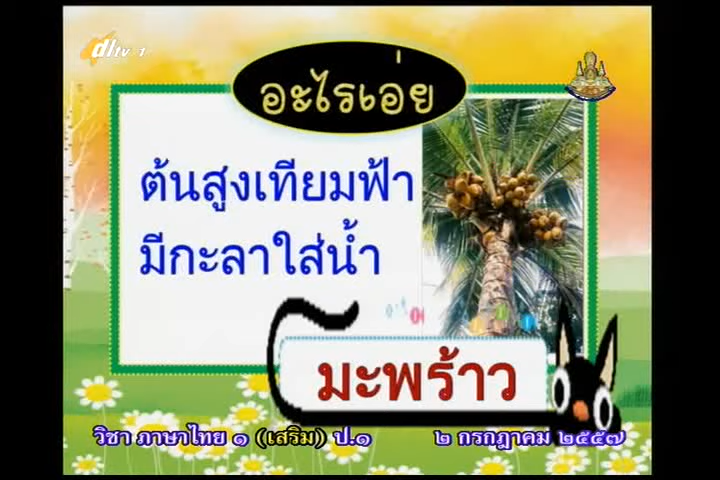 dltv-1
อะไรเอ่ย
ต้นสูงเทียมฟ้า
มีกะลาใส่น้ำ
มะพร้าว
วิชา ภาษาไทย ๑ (เสริม) ป.๑ ๒ กรกฎาคม ๒๕๕๗